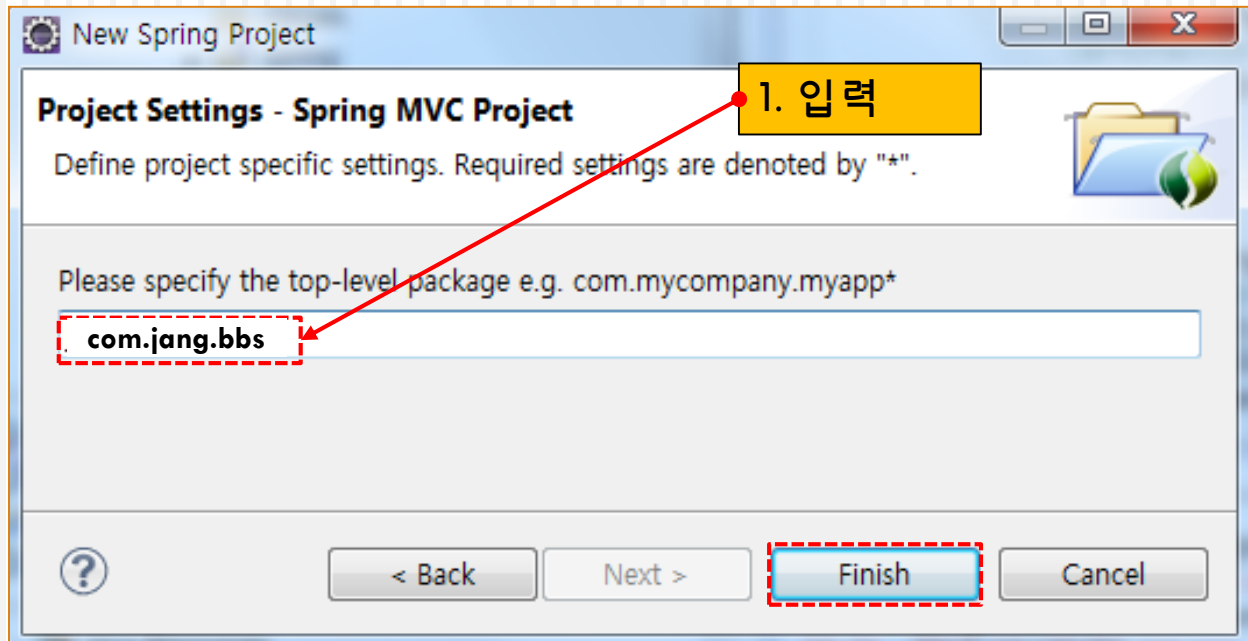 New Spring Project
Project Settings - Spring MVC Project
1. 입력
Define project specific settings. Required settings are denoted by "*".
Please specify the top-level package e.g. com.mycompany.myapp*
com.jang.bbs
? < Back Next > Finish Cancel